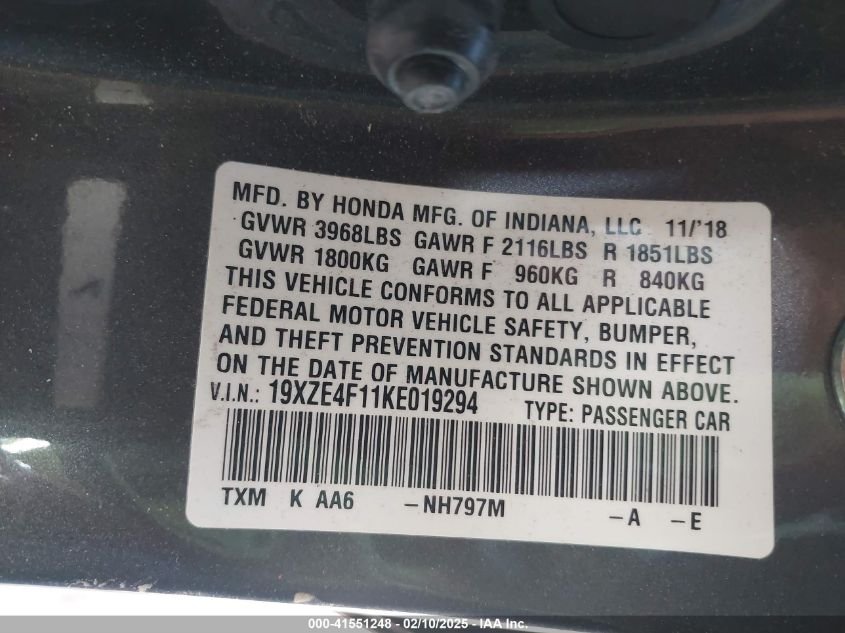 MFD. BY HONDA MFG. OF INDIANA, LLC 11/'18
GVWR 3968LBS GAWR F 2116LBS R 1851LBS
GVWR 1800KG GAWR F 960KG R 840KG
THIS VEHICLE CONFORMS TO ALL APPLICABLE
FEDERAL MOTOR VEHICLE SAFETY, BUMPER,
AND THEFT PREVENTION STANDARDS IN EFFECT
ON THE DATE OF MANUFACTURE SHOWN ABOVE.
V.I.N.: 19XZE4F11KE019294 TYPE: PASSENGER CAR
TXM K AA6 –NH797M –A –E
000-41551248 - 02/10/2025 - IAA Inc.